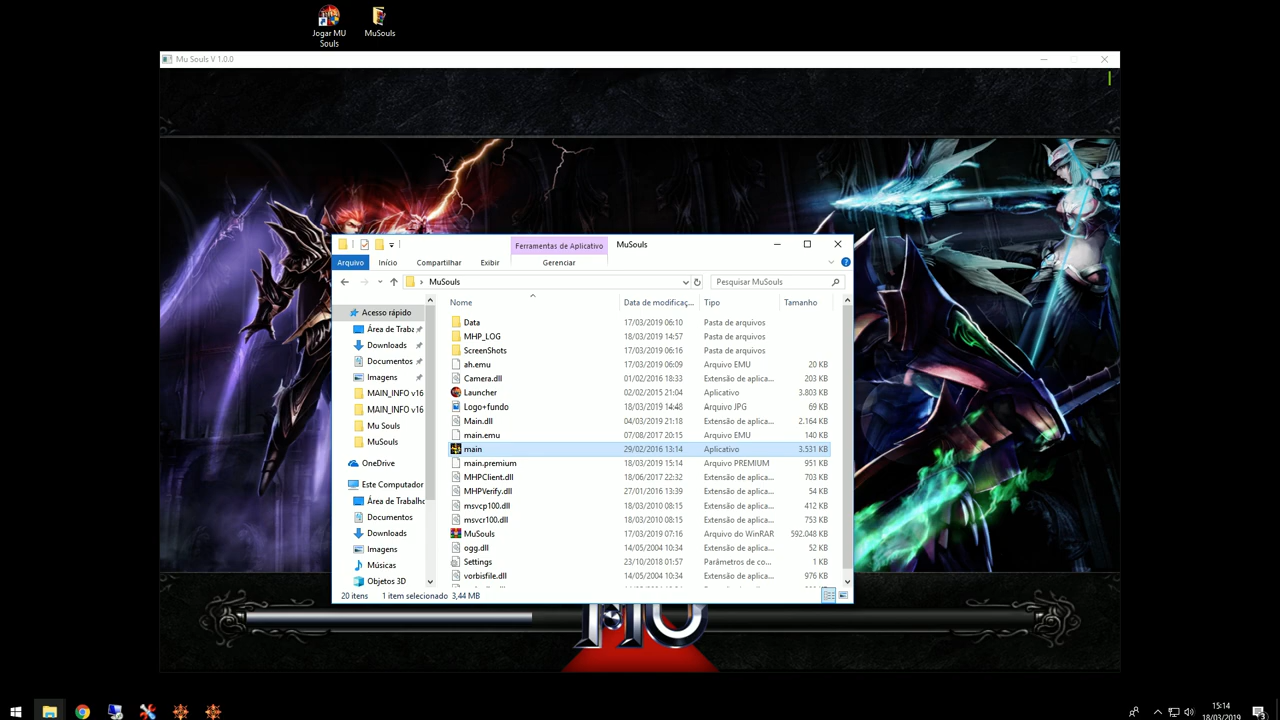 Jogar MU
Souls
MuSouls
Mu Souls V 1.0.0
Ferramentas de Aplicativo
MuSouls
Arquivo
Início
Compartilhar
Exibir
Gerenciar
MuSouls
Pesquisar MuSouls
Nome
Data de modificaç...
Tipo
Tamanho
Acesso rápido
Área de Traba
Downloads
Documentos
Imagens
MAIN_INFO v16
MAIN_INFO v16
Mu Souls
MuSouls
OneDrive
Este Computador
Área de Trabalho
Documentos
Downloads
Imagens
Músicas
Objetos 3D
Data 17/03/2019 06:10 Pasta de arquivos
MHP_LOG 18/03/2019 14:57 Pasta de arquivos
ScreenShots 17/03/2019 06:16 Pasta de arquivos
ah.emu 17/03/2019 06:09 Arquivo EMU 20 KB
Camera.dll 01/02/2016 18:33 Extensão de aplica... 203 KB
Launcher 02/02/2015 21:04 Aplicativo 3.803 KB
Logo+fundo 18/03/2019 14:48 Arquivo JPG 69 KB
Main.dll 04/03/2019 21:18 Extensão de aplica... 2.164 KB
main.emu 07/08/2017 20:15 Arquivo EMU 140 KB
main 29/02/2016 13:14 Aplicativo 3.531 KB
main.premium 18/03/2019 15:14 Arquivo PREMIUM 951 KB
MHPClient.dll 18/06/2017 22:32 Extensão de aplica... 703 KB
MHPVerify.dll 27/01/2016 13:39 Extensão de aplica... 54 KB
msvcp100.dll 18/03/2010 08:15 Extensão de aplica... 412 KB
msvcr100.dll 18/03/2010 08:15 Extensão de aplica... 753 KB
MuSouls 17/03/2019 07:16 Arquivo do WinRAR 592.048 KB
ogg.dll 14/05/2004 10:34 Extensão de aplica... 52 KB
Settings 23/10/2018 01:57 Parâmetros de co... 1 KB
vorbisfile.dll 14/05/2004 10:34 Extensão de aplica... 976 KB
20 itens 1 item selecionado 3,44 MB
MU
15:14
18/03/2019